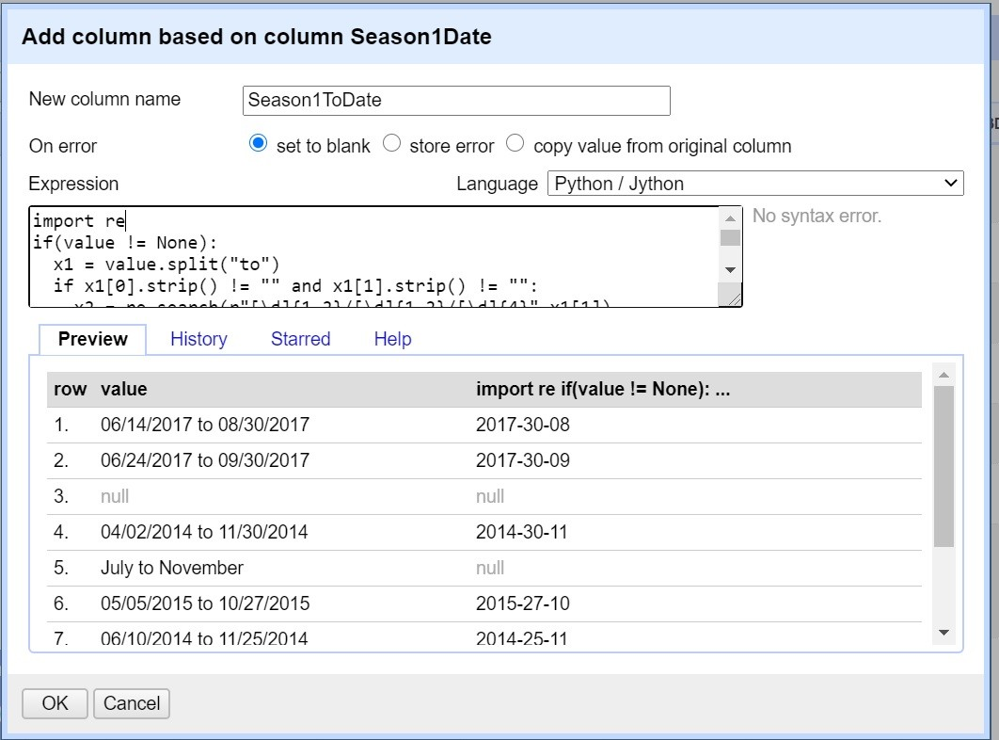 Add column based on column Season1Date
New column name Season1ToDate
On error set to blank store error copy value from original column
Expression Language Python / Jython
import re No syntax error.
if(value != None):
x1 = value.split("to")
if x1[0].strip() != "" and x1[1].strip() != "":
Preview History Starred Help
row value import re if(value != None): ...
1. 06/14/2017 to 08/30/2017 2017-30-08
2. 06/24/2017 to 09/30/2017 2017-30-09
3. null null
4. 04/02/2014 to 11/30/2014 2014-30-11
5. July to November null
6. 05/05/2015 to 10/27/2015 2015-27-10
7. 06/10/2014 to 11/25/2014 2014-25-11
OK Cancel